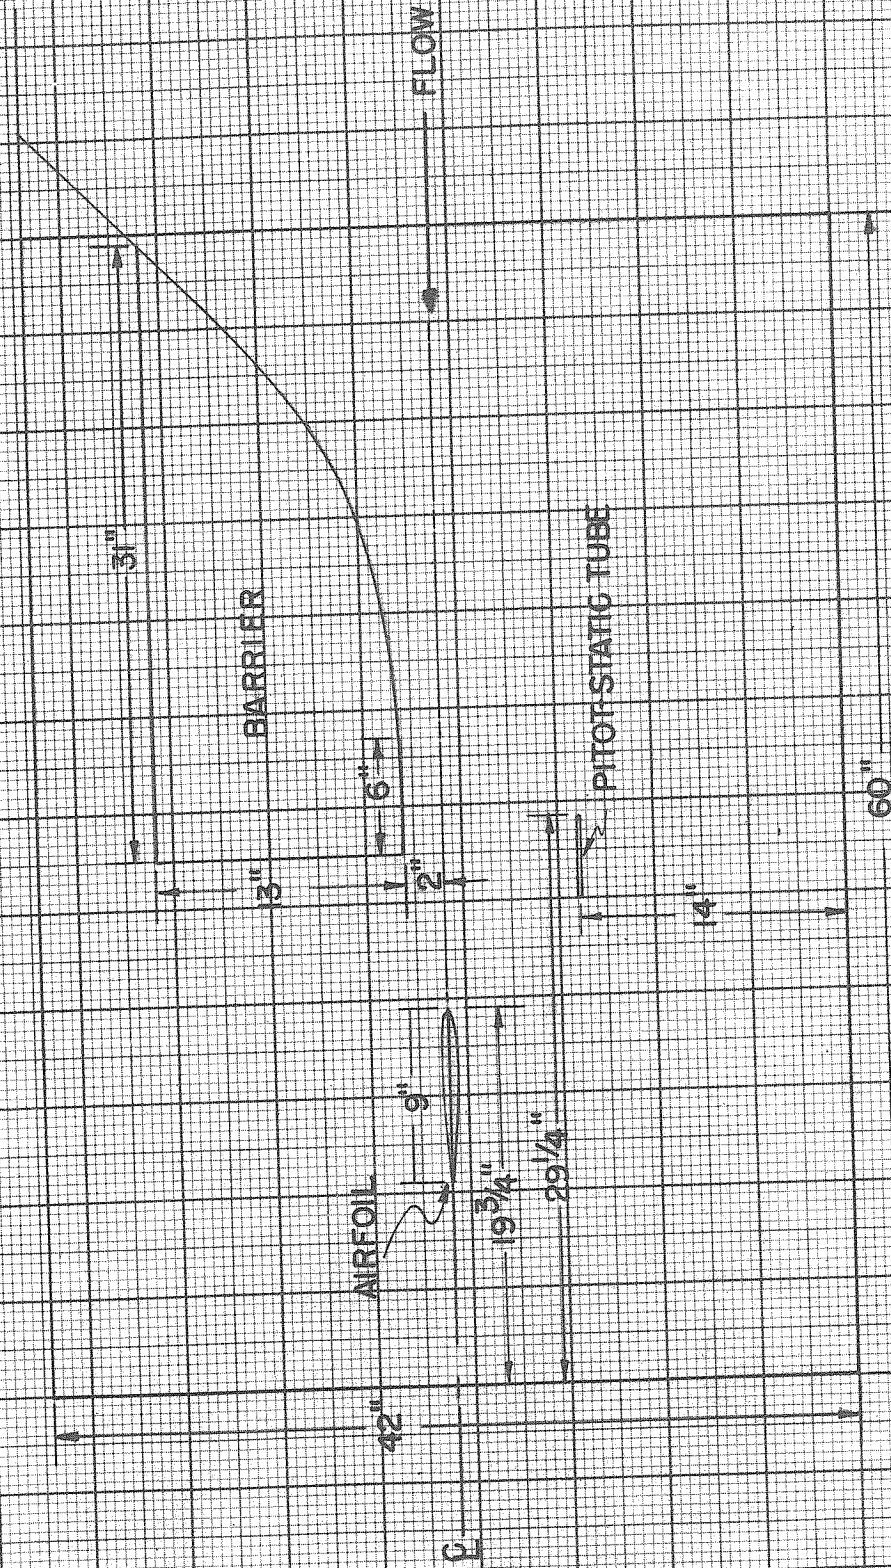 FLOW
31"
BARRIER
6"
13"
2"
PITOT-STATIC TUBE
14"
60"
9"
AIRFOIL
19 3/4"
29 1/4"
42"
℄